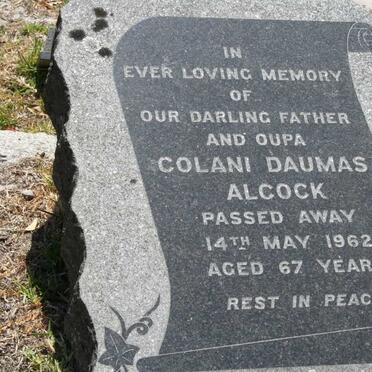 IN
EVER LOVING MEMORY
OF
OUR DARLING FATHER
AND OUPA
COLANI DAUMAS
ALCOCK
PASSED AWAY
14TH MAY 1962
AGED 67 YEAR
REST IN PEAC